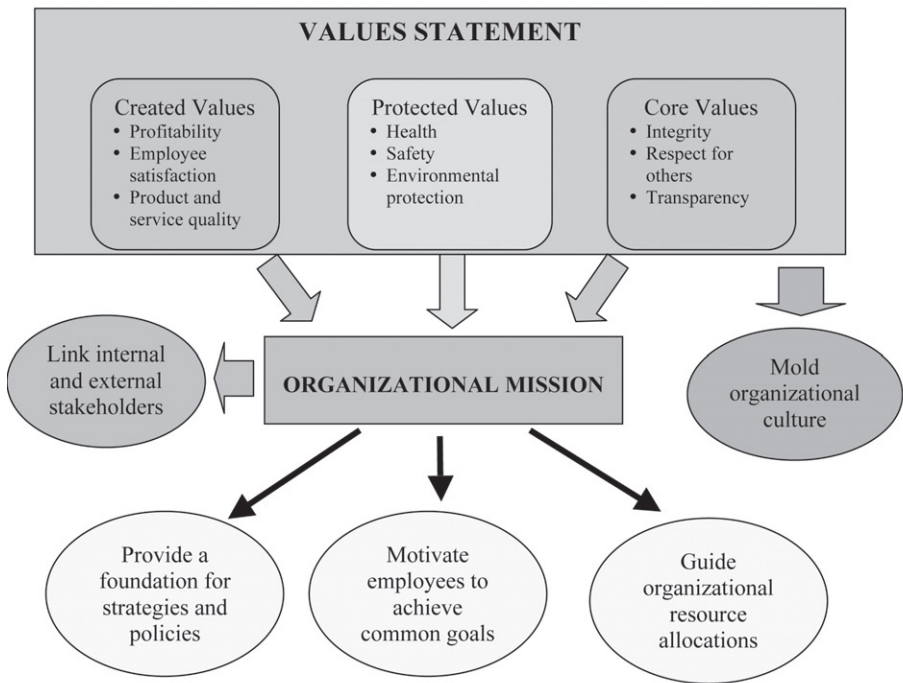 VALUES STATEMENT
Created Values
• Profitability
• Employee
satisfaction
• Product and
service quality
Protected Values
• Health
• Safety
• Environmental
protection
Core Values
• Integrity
• Respect for
others
• Transparency
Link internal
and external
stakeholders
ORGANIZATIONAL MISSION
Mold
organizational
culture
Provide a
foundation for
strategies and
policies
Motivate
employees to
achieve
common goals
Guide
organizational
resource
allocations